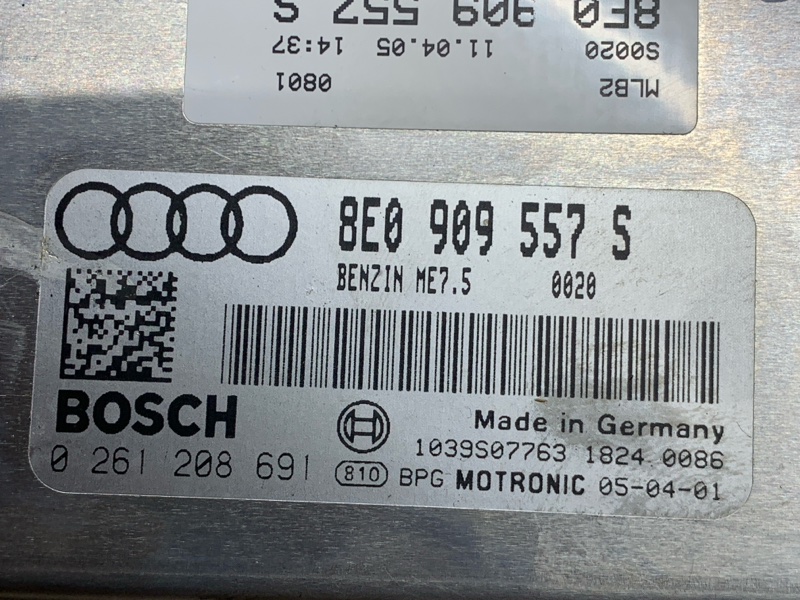 8E0 909 557 S
S0020 11.04.05 14:37
MLB2 0801
8E0 909 557 S
BENZIN ME7.5 0020
BOSCH
Made in Germany
1039S07763 1824 0086
0 261 208 691
810 BPG MOTRONIC 05-04-01